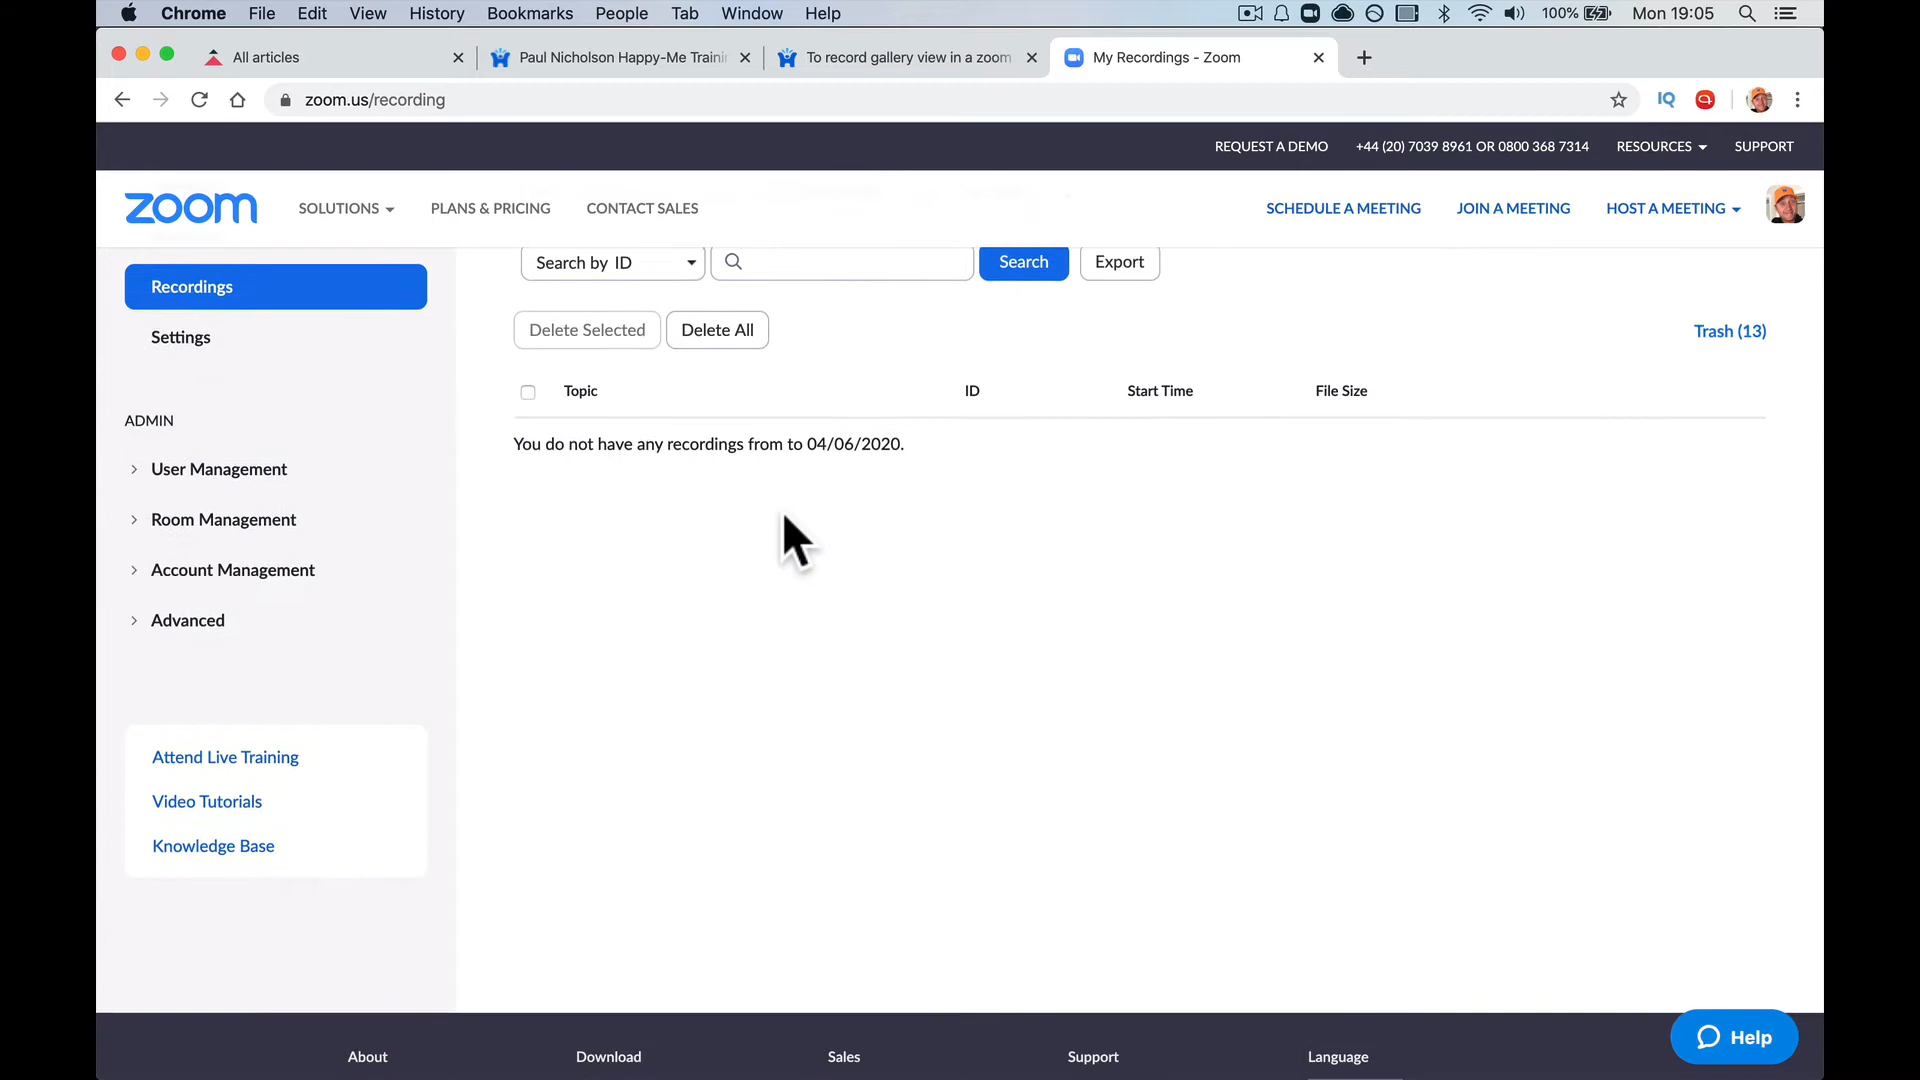 Chrome File Edit View History Bookmarks People Tab Window Help 100% Mon 19:05
All articles Paul Nicholson Happy-Me Traini To record gallery view in a zoom My Recordings - Zoom
zoom.us/recording IQ
REQUEST A DEMO +44 (20) 7039 8961 OR 0800 368 7314 RESOURCES SUPPORT
zoom SOLUTIONS PLANS & PRICING CONTACT SALES SCHEDULE A MEETING JOIN A MEETING HOST A MEETING
Search by ID Search Export
Recordings
Delete Selected Delete All Trash (13)
Settings
Topic ID Start Time File Size
ADMIN
You do not have any recordings from to 04/06/2020.
User Management
Room Management
Account Management
Advanced
Attend Live Training
Video Tutorials
Knowledge Base
Help
About Download Sales Support Language